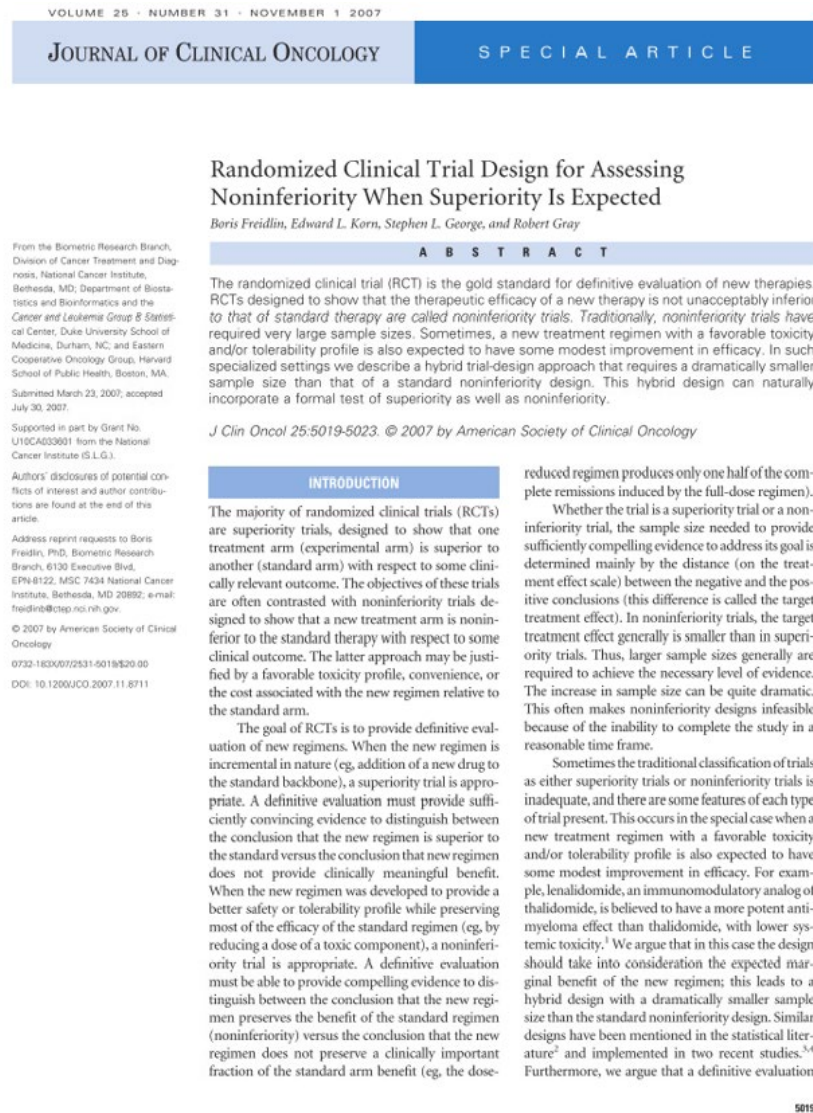 VOLUME 25 · NUMBER 31 · NOVEMBER 1 2007
JOURNAL OF CLINICAL ONCOLOGY
SPECIAL ARTICLE
Randomized Clinical Trial Design for Assessing
Noninferiority When Superiority Is Expected
Boris Freidlin, Edward L. Korn, Stephen L. George, and Robert Gray
From the Biometric Research Branch,
Division of Cancer Treatment and Diag-
nosis, National Cancer Institute,
Bethesda, MD; Department of Biosta-
tistics and Bioinformatics and the
Cancer and Leukemia Group B Statisti-
cal Center, Duke University School of
Medicine, Durham, NC; and Eastern
Cooperative Oncology Group, Harvard
School of Public Health, Boston, MA.
Submitted March 23, 2007; accepted
July 30, 2007.
Supported in part by Grant No.
U10CA033601 from the National
Cancer Institute (S.L.G.).
Authors' disclosures of potential con-
flicts of interest and author contribu-
tions are found at the end of this
article.
Address reprint requests to Boris
Freidlin, PhD, Biometric Research
Branch, 6130 Executive Blvd,
EPN-8122, MSC 7434 National Cancer
Institute, Bethesda, MD 20892; e-mail:
freidlinb@ctep.nci.nih.gov.
© 2007 by American Society of Clinical
Oncology
0732-183X/07/2531-5019/$20.00
DOI: 10.1200/JCO.2007.11.8711
ABSTRACT
The randomized clinical trial (RCT) is the gold standard for definitive evaluation of new therapies.
RCTs designed to show that the therapeutic efficacy of a new therapy is not unacceptably inferior
to that of standard therapy are called noninferiority trials. Traditionally, noninferiority trials have
required very large sample sizes. Sometimes, a new treatment regimen with a favorable toxicity
and/or tolerability profile is also expected to have some modest improvement in efficacy. In such
specialized settings we describe a hybrid trial-design approach that requires a dramatically smaller
sample size than that of a standard noninferiority design. This hybrid design can naturally
incorporate a formal test of superiority as well as noninferiority.
J Clin Oncol 25:5019-5023. © 2007 by American Society of Clinical Oncology
INTRODUCTION
The majority of randomized clinical trials (RCTs)
are superiority trials, designed to show that one
treatment arm (experimental arm) is superior to
another (standard arm) with respect to some clini-
cally relevant outcome. The objectives of these trials
are often contrasted with noninferiority trials de-
signed to show that a new treatment arm is nonin-
ferior to the standard therapy with respect to some
clinical outcome. The latter approach may be justi-
fied by a favorable toxicity profile, convenience, or
the cost associated with the new regimen relative to
the standard arm.
The goal of RCTs is to provide definitive eval-
uation of new regimens. When the new regimen is
incremental in nature (eg, addition of a new drug to
the standard backbone), a superiority trial is appro-
priate. A definitive evaluation must provide suffi-
ciently convincing evidence to distinguish between
the conclusion that the new regimen is superior to
the standard versus the conclusion that new regimen
does not provide clinically meaningful benefit.
When the new regimen was developed to provide a
better safety or tolerability profile while preserving
most of the efficacy of the standard regimen (eg, by
reducing a dose of a toxic component), a noninferi-
ority trial is appropriate. A definitive evaluation
must be able to provide compelling evidence to dis-
tinguish between the conclusion that the new regi-
men preserves the benefit of the standard regimen
(noninferiority) versus the conclusion that the new
regimen does not preserve a clinically important
fraction of the standard arm benefit (eg, the dose-
reduced regimen produces only one half of the com-
plete remissions induced by the full-dose regimen).
Whether the trial is a superiority trial or a non-
inferiority trial, the sample size needed to provide
sufficiently compelling evidence to address its goal is
determined mainly by the distance (on the treat-
ment effect scale) between the negative and the pos-
itive conclusions (this difference is called the target
treatment effect). In noninferiority trials, the target
treatment effect generally is smaller than in superi-
ority trials. Thus, larger sample sizes generally are
required to achieve the necessary level of evidence.
The increase in sample size can be quite dramatic.
This often makes noninferiority designs infeasible
because of the inability to complete the study in a
reasonable time frame.
Sometimes the traditional classification of trials
as either superiority trials or noninferiority trials is
inadequate, and there are some features of each type
of trial present. This occurs in the special case when a
new treatment regimen with a favorable toxicity
and/or tolerability profile is also expected to have
some modest improvement in efficacy. For exam-
ple, lenalidomide, an immunomodulatory analog of
thalidomide, is believed to have a more potent anti-
myeloma effect than thalidomide, with lower sys-
temic toxicity.1 We argue that in this case the design
should take into consideration the expected mar-
ginal benefit of the new regimen; this leads to a
hybrid design with a dramatically smaller sample
size than the standard noninferiority design. Similar
designs have been mentioned in the statistical liter-
ature2 and implemented in two recent studies.3,4
Furthermore, we argue that a definitive evaluation
5019